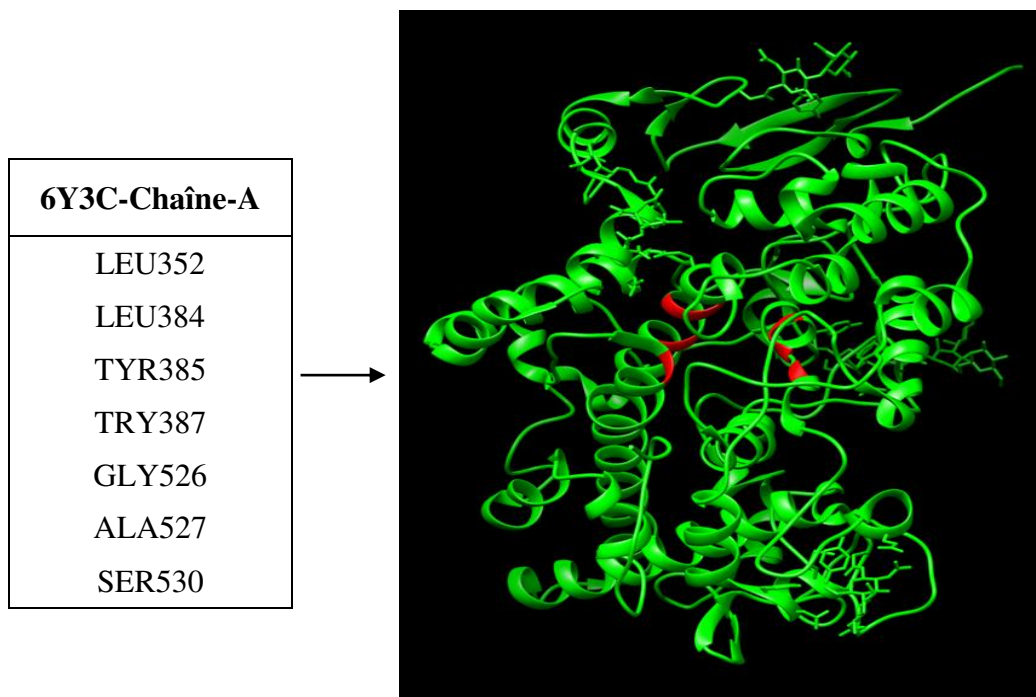 6Y3C-Chaîne-A
LEU352
LEU384
TYR385
TRY387
GLY526
ALA527
SER530